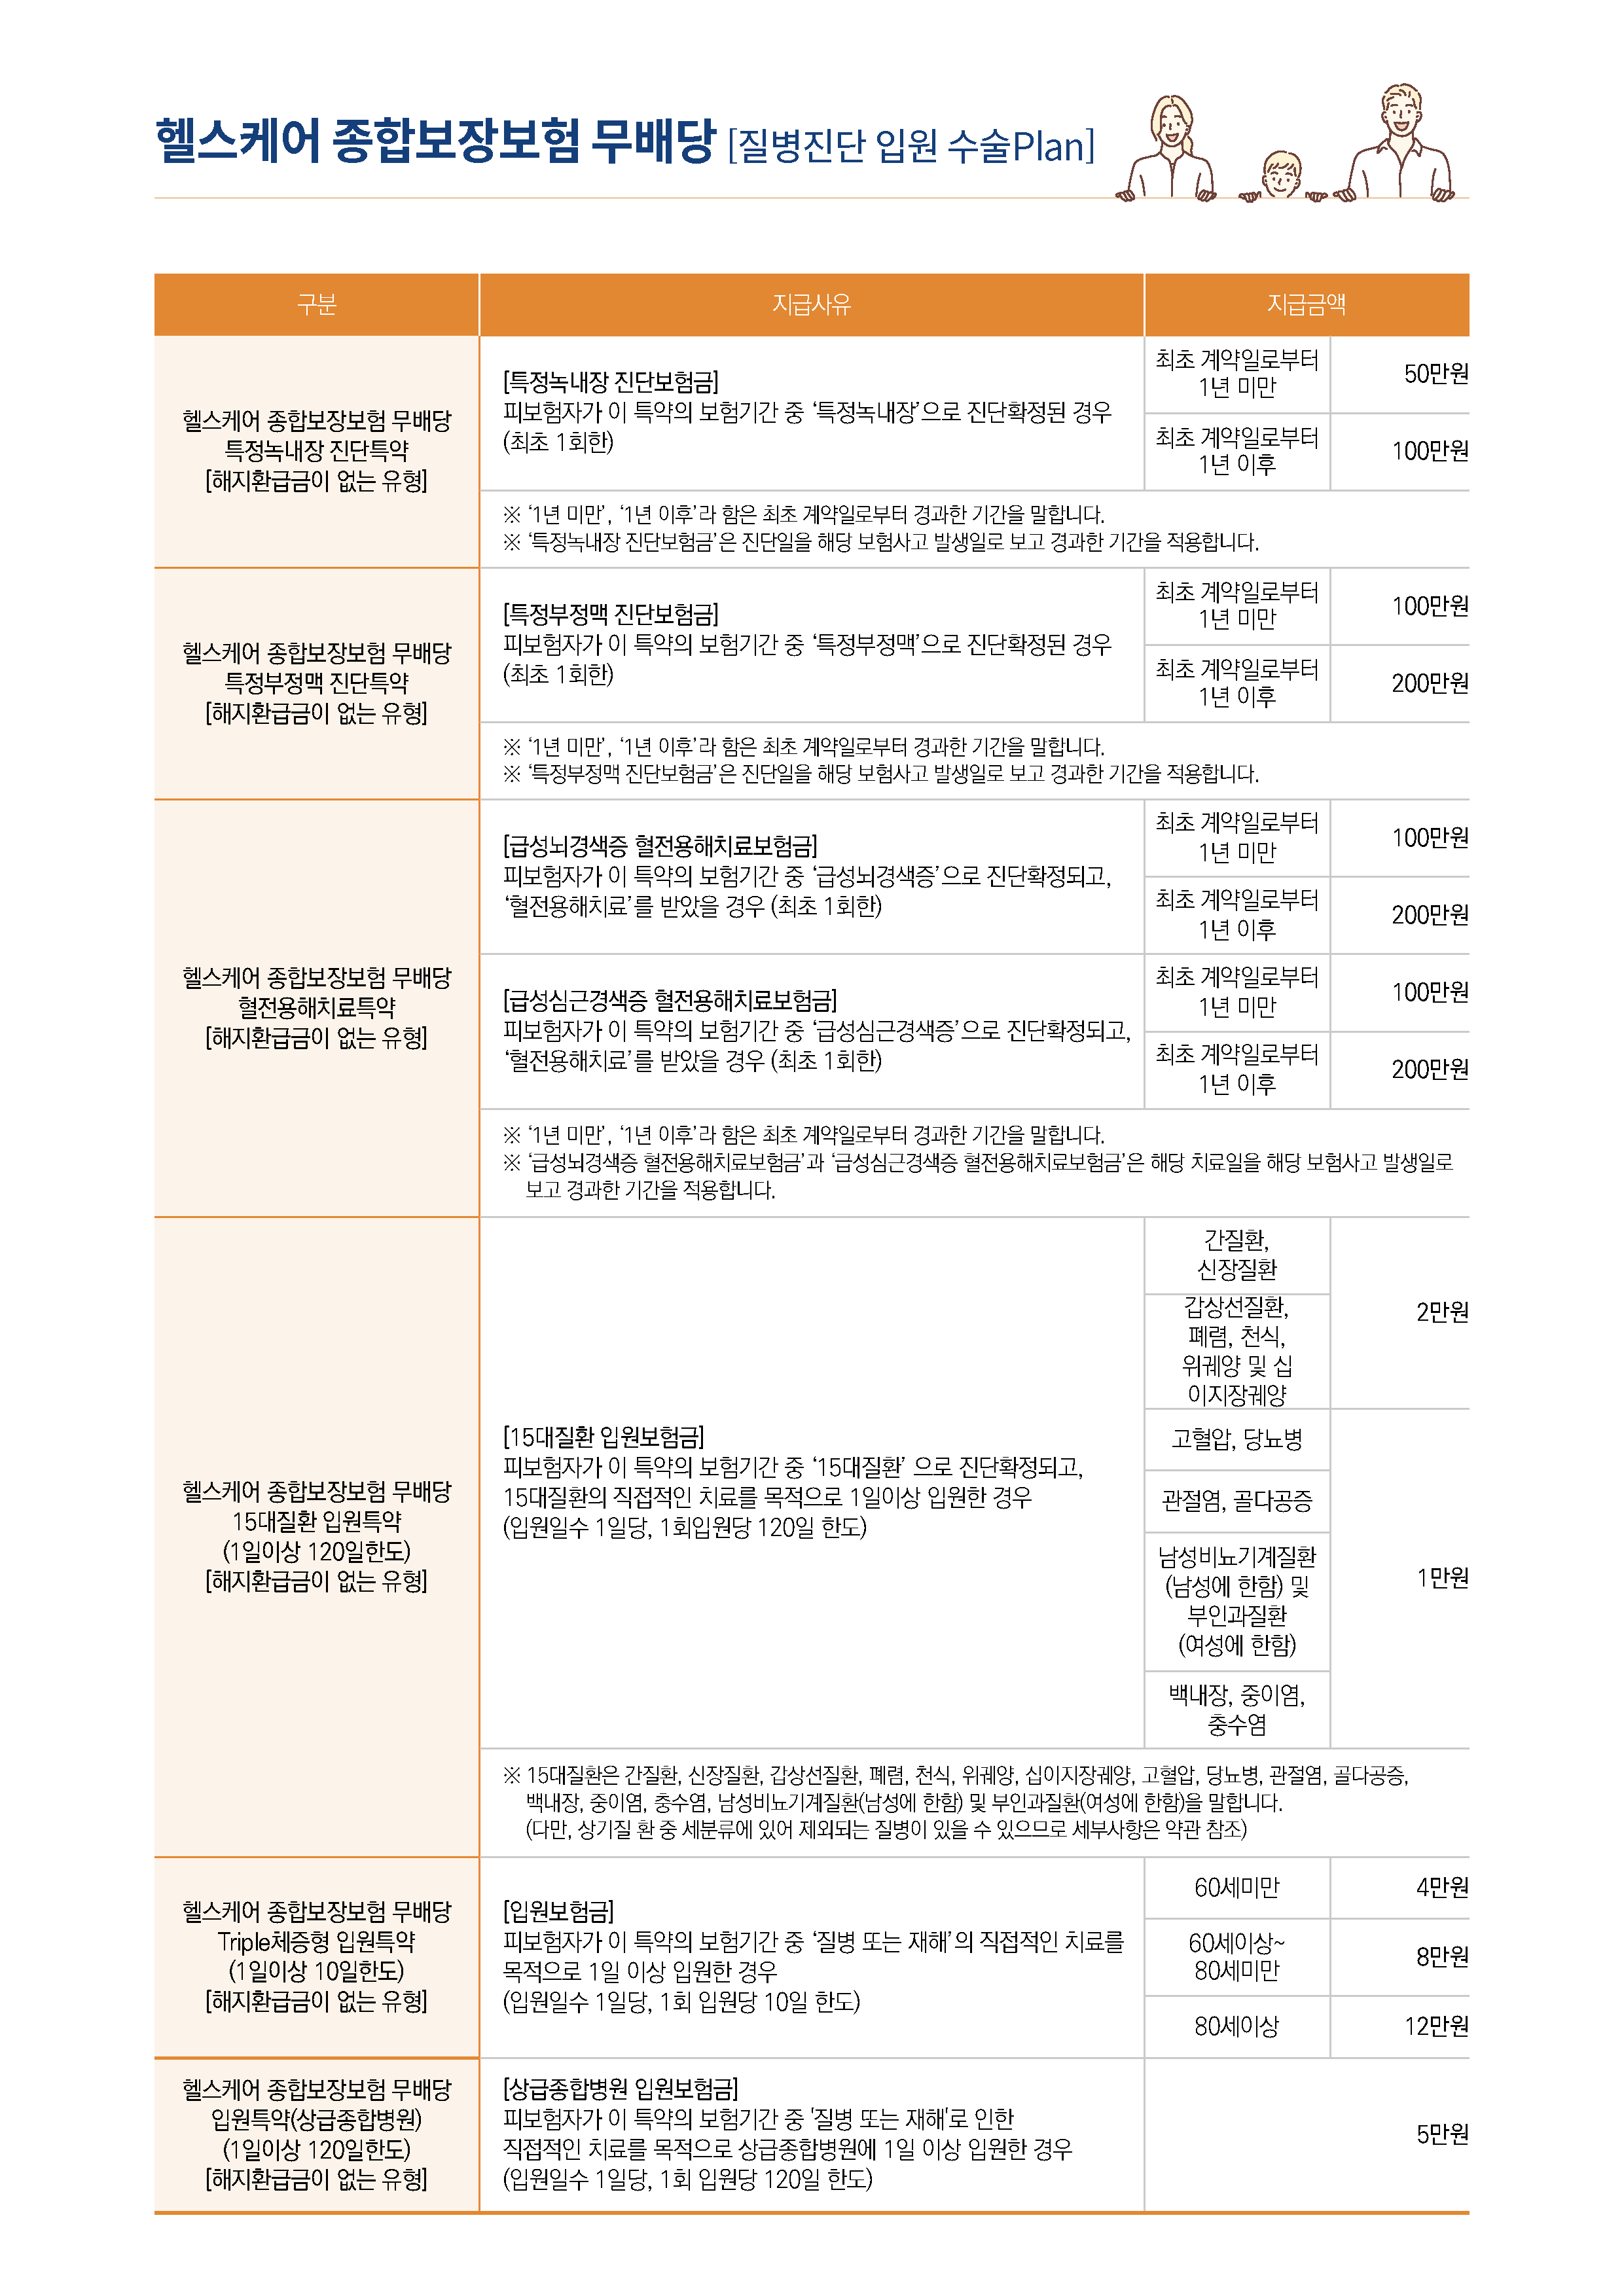 헬스케어 종합보장보험 무배당 [질병진단 입원 수술Plan]
구분
지급사유
지급금액
헬스케어 종합보장보험 무배당
특정녹내장 진단특약
[해지환급금이 없는 유형]
[특정녹내장 진단보험금]
피보험자가 이 특약의 보험기간 중 ‘특정녹내장’으로 진단확정된 경우
(최초 1회한)
최초 계약일로부터
1년 미만
50만원
최초 계약일로부터
1년 이후
100만원
※ ‘1년 미만’, ‘1년 이후’라 함은 최초 계약일로부터 경과한 기간을 말합니다.
※ ‘특정녹내장 진단보험금’은 진단일을 해당 보험사고 발생일로 보고 경과한 기간을 적용합니다.
헬스케어 종합보장보험 무배당
특정부정맥 진단특약
[해지환급금이 없는 유형]
[특정부정맥 진단보험금]
피보험자가 이 특약의 보험기간 중 ‘특정부정맥’으로 진단확정된 경우
(최초 1회한)
최초 계약일로부터
1년 미만
100만원
최초 계약일로부터
1년 이후
200만원
※ ‘1년 미만’, ‘1년 이후’라 함은 최초 계약일로부터 경과한 기간을 말합니다.
※ ‘특정부정맥 진단보험금’은 진단일을 해당 보험사고 발생일로 보고 경과한 기간을 적용합니다.
헬스케어 종합보장보험 무배당
혈전용해치료특약
[해지환급금이 없는 유형]
[급성뇌경색증 혈전용해치료보험금]
피보험자가 이 특약의 보험기간 중 ‘급성뇌경색증’으로 진단확정되고,
‘혈전용해치료’를 받았을 경우 (최초 1회한)
최초 계약일로부터
1년 미만
100만원
최초 계약일로부터
1년 이후
200만원
[급성심근경색증 혈전용해치료보험금]
피보험자가 이 특약의 보험기간 중 ‘급성심근경색증’으로 진단확정되고,
‘혈전용해치료’를 받았을 경우 (최초 1회한)
최초 계약일로부터
1년 미만
100만원
최초 계약일로부터
1년 이후
200만원
※ ‘1년 미만’, ‘1년 이후’라 함은 최초 계약일로부터 경과한 기간을 말합니다.
※ ‘급성뇌경색증 혈전용해치료보험금’과 ‘급성심근경색증 혈전용해치료보험금’은 해당 치료일을 해당 보험사고 발생일로
보고 경과한 기간을 적용합니다.
헬스케어 종합보장보험 무배당
15대질환 입원특약
(1일이상 120일한도)
[해지환급금이 없는 유형]
[15대질환 입원보험금]
피보험자가 이 특약의 보험기간 중 ‘15대질환’ 으로 진단확정되고,
15대질환의 직접적인 치료를 목적으로 1일이상 입원한 경우
(입원일수 1일당, 1회입원당 120일 한도)
간질환,
신장질환
갑상선질환,
폐렴, 천식,
위궤양 및 십
이지장궤양
2만원
고혈압, 당뇨병
관절염, 골다공증
남성비뇨기계질환
(남성에 한함) 및
부인과질환
(여성에 한함)
백내장, 중이염,
충수염
1만원
※ 15대질환은 간질환, 신장질환, 갑상선질환, 폐렴, 천식, 위궤양, 십이지장궤양, 고혈압, 당뇨병, 관절염, 골다공증,
백내장, 중이염, 충수염, 남성비뇨기계질환(남성에 한함) 및 부인과질환(여성에 한함)을 말합니다.
(다만, 상기질 환 중 세분류에 있어 제외되는 질병이 있을 수 있으므로 세부사항은 약관 참조)
헬스케어 종합보장보험 무배당
Triple체증형 입원특약
(1일이상 10일한도)
[해지환급금이 없는 유형]
[입원보험금]
피보험자가 이 특약의 보험기간 중 ‘질병 또는 재해’의 직접적인 치료를
목적으로 1일 이상 입원한 경우
(입원일수 1일당, 1회 입원당 10일 한도)
60세미만
4만원
60세이상~
80세미만
8만원
80세이상
12만원
헬스케어 종합보장보험 무배당
입원특약(상급종합병원)
(1일이상 120일한도)
[해지환급금이 없는 유형]
[상급종합병원 입원보험금]
피보험자가 이 특약의 보험기간 중 '질병 또는 재해'로 인한
직접적인 치료를 목적으로 상급종합병원에 1일 이상 입원한 경우
(입원일수 1일당, 1회 입원당 120일 한도)
5만원